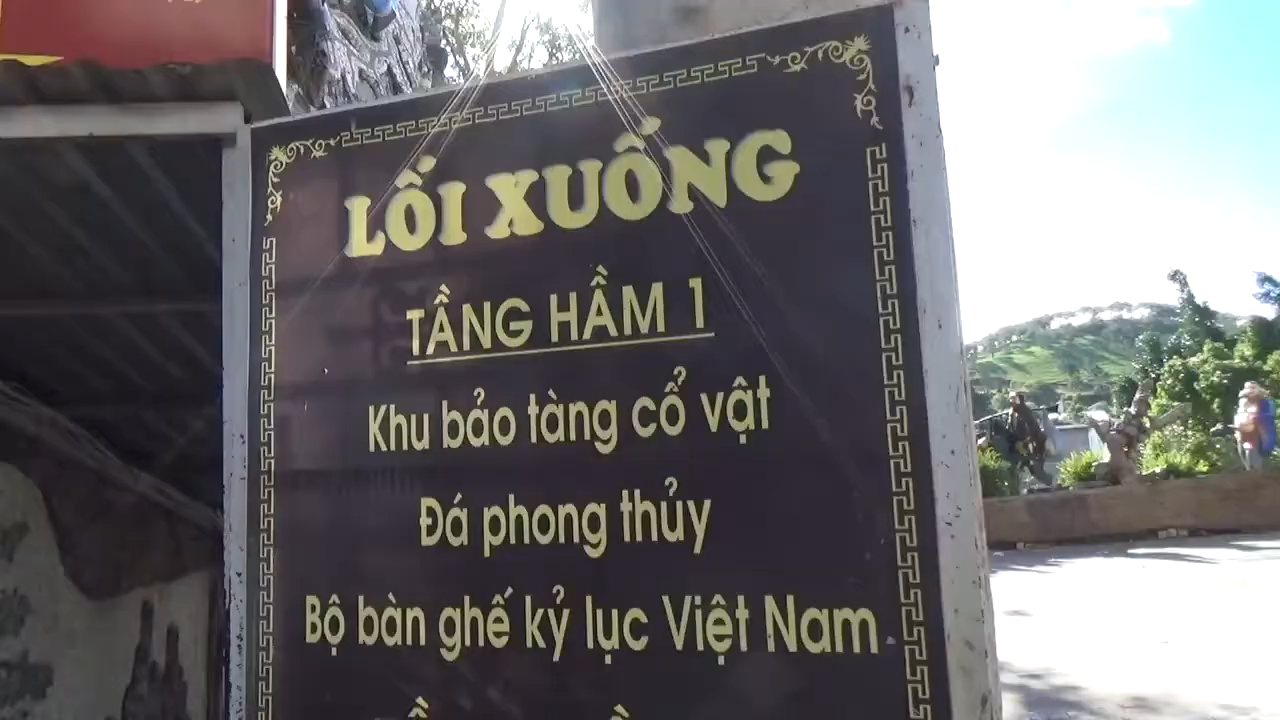 LỐI XUỐNG
TẦNG HẦM 1
Khu bảo tàng cổ vật
Đá phong thủy
Bộ bàn ghế kỷ lục Việt Nam